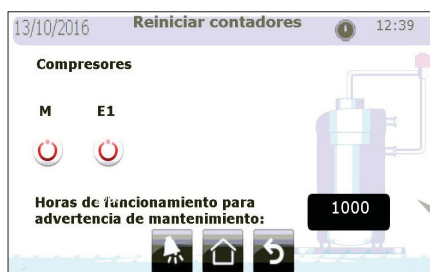 13/10/2016 Reiniciar contadores 12:39
Compresores
M E1
Horas de funcionamiento para
advertencia de mantenimiento: 1000